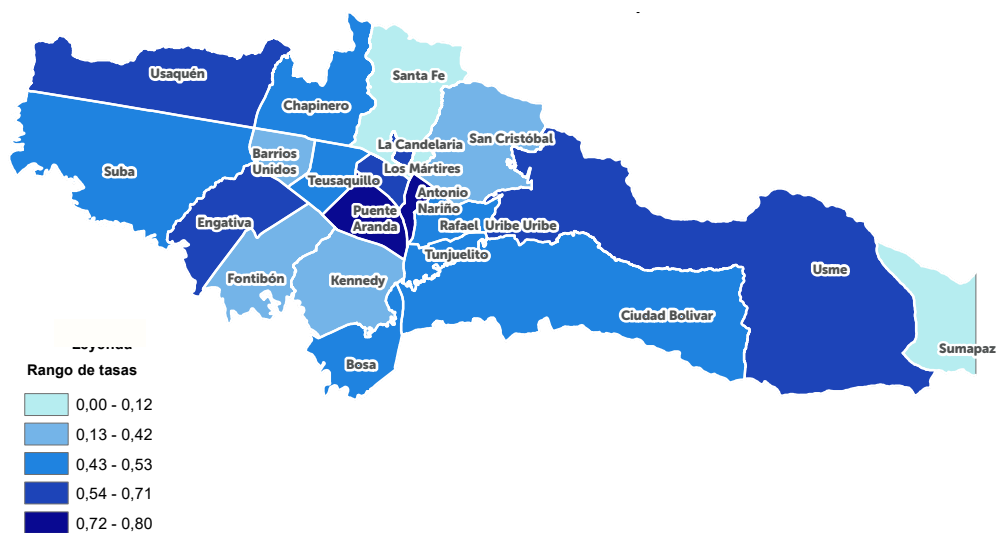 Usaquén
Santa Fe
Chapinero
La Candelaria
San Cristóbal
Barrios
Unidos
Los Mártires
Suba
Teusaquillo
Antonio
Nariño
Puente
Aranda
Engativa
Rafael Uribe Uribe
Tunjuelito
Usme
Fontibón
Kennedy
Ciudad Bolivar
Sumapaz
Bosa
Rango de tasas
0,00 - 0,12
0,13 - 0,42
0,43 - 0,53
0,54 - 0,71
0,72 - 0,80